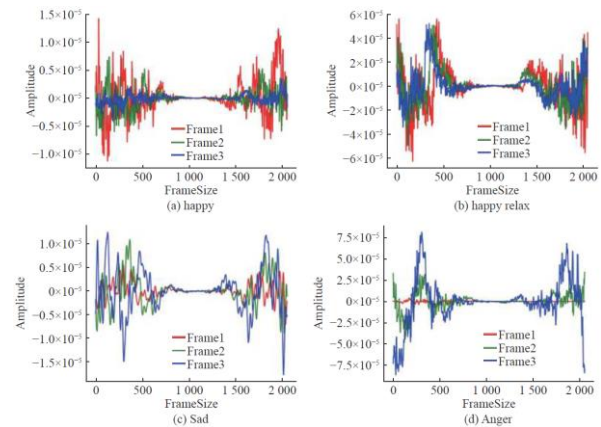 1.5×10⁻⁵
1.0×10⁻⁵
0.5×10⁻⁵
0.0×10⁻⁵
−0.5×10⁻⁵
−1.0×10⁻⁵
Amplitude
Frame1
Frame2
Frame3
0 500 1 000 1 500 2 000
FrameSize
(a) happy
6×10⁻⁵
4×10⁻⁵
2×10⁻⁵
0×10⁻⁵
−2×10⁻⁵
−4×10⁻⁵
−6×10⁻⁵
Amplitude
Frame1
Frame2
Frame3
0 500 1 000 1 500 2 000
FrameSize
(b) happy relax
1.0×10⁻⁵
0.5×10⁻⁵
0.0×10⁻⁵
−0.5×10⁻⁵
−1.0×10⁻⁵
−1.5×10⁻⁵
Amplitude
Frame1
Frame2
Frame3
0 500 1 000 1 500 2 000
FrameSize
(c) Sad
7.5×10⁻⁵
5.0×10⁻⁵
2.5×10⁻⁵
0×10⁻⁵
−2.5×10⁻⁵
−5.0×10⁻⁵
−7.5×10⁻⁵
Amplitude
Frame1
Frame2
Frame3
0 500 1 000 1 500 2 000
FrameSize
(d) Anger